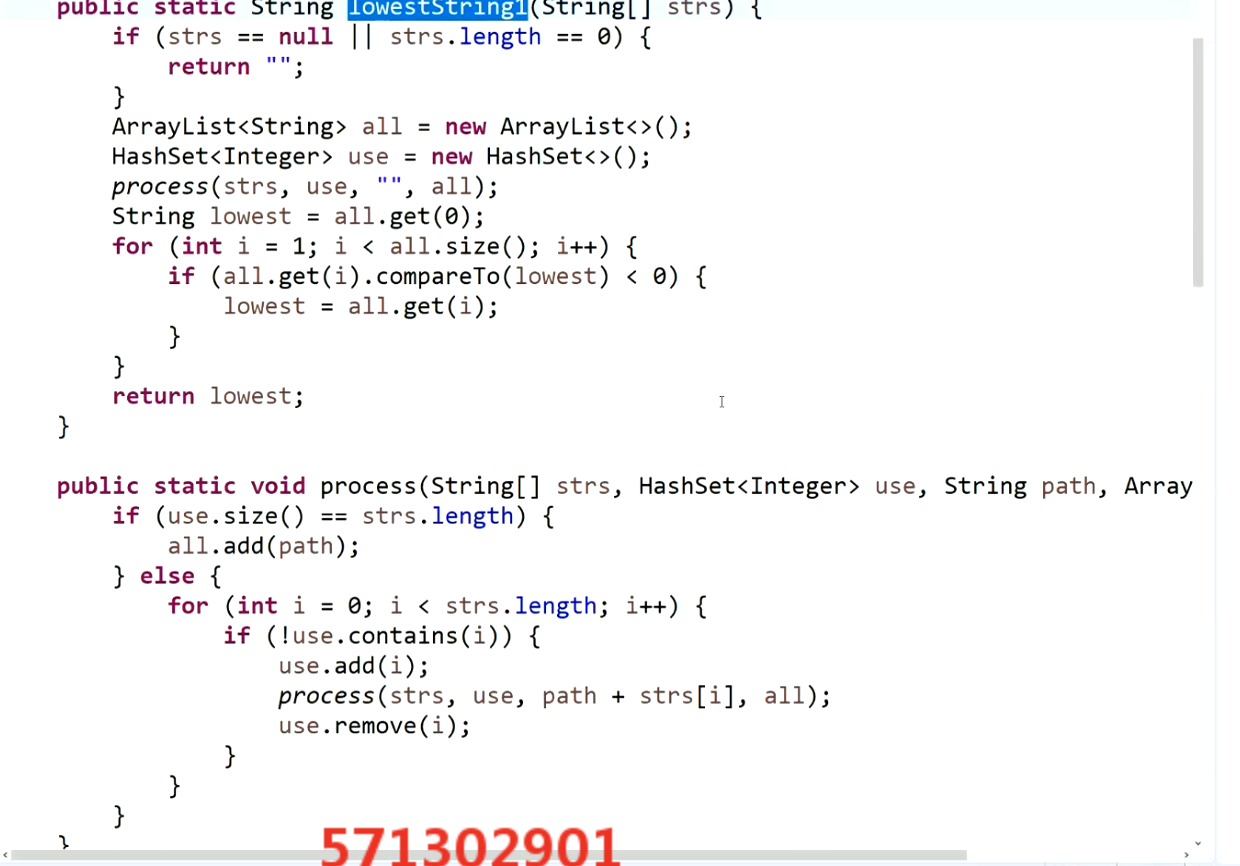 public static String lowestString1(String[] strs) {
if (strs == null || strs.length == 0) {
return "";
}
ArrayList<String> all = new ArrayList<>();
HashSet<Integer> use = new HashSet<>();
process(strs, use, "", all);
String lowest = all.get(0);
for (int i = 1; i < all.size(); i++) {
if (all.get(i).compareTo(lowest) < 0) {
lowest = all.get(i);
}
}
return lowest;
}
public static void process(String[] strs, HashSet<Integer> use, String path, Array
if (use.size() == strs.length) {
all.add(path);
} else {
for (int i = 0; i < strs.length; i++) {
if (!use.contains(i)) {
use.add(i);
process(strs, use, path + strs[i], all);
use.remove(i);
}
}
}
}
571302901